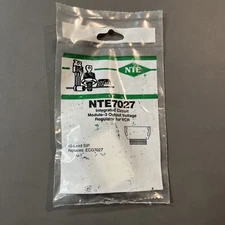 NTE
NTE7027
Integrated Circuit
Module-3 Output Voltage
Regulator for VCR
10-Lead SIP
Replaces ECG7027